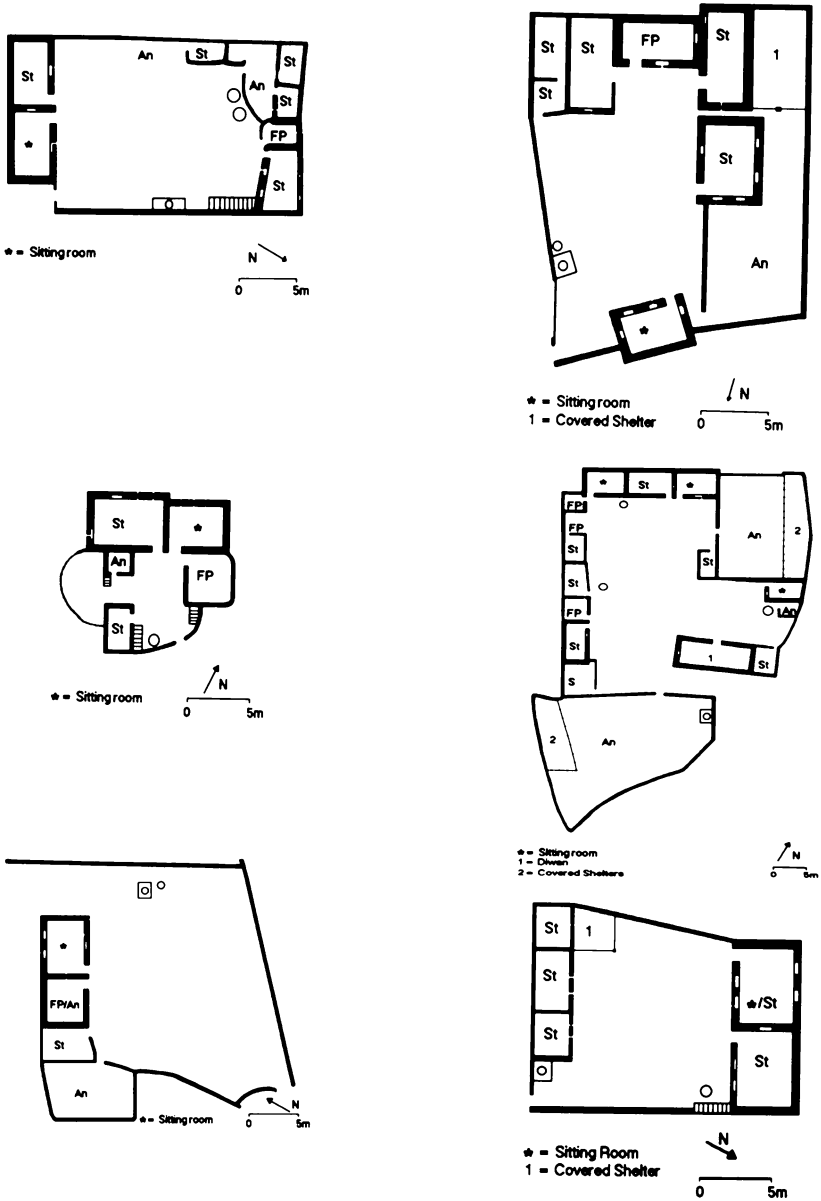 St
An
St
St
An
St
FP
St
*
* = Sitting room
N
0 5m
St
St
St
FP
St
1
St
An
*
* = Sitting room
1 = Covered Shelter
N
0 5m
St
*
An
FP
St
* = Sitting room
N
0 5m
* St *
FP
FP
St
St
FP
St
S
An
2
St
*
An
1
St
2
An
* = Sitting room
1 = Diwan
2 = Covered Shelters
N
0 5m
*
FP/An
St
An
* = Sitting room
N
0 5m
St
1
St
St
*/St
St
* = Sitting Room
1 = Covered Shelter
N
0 5m